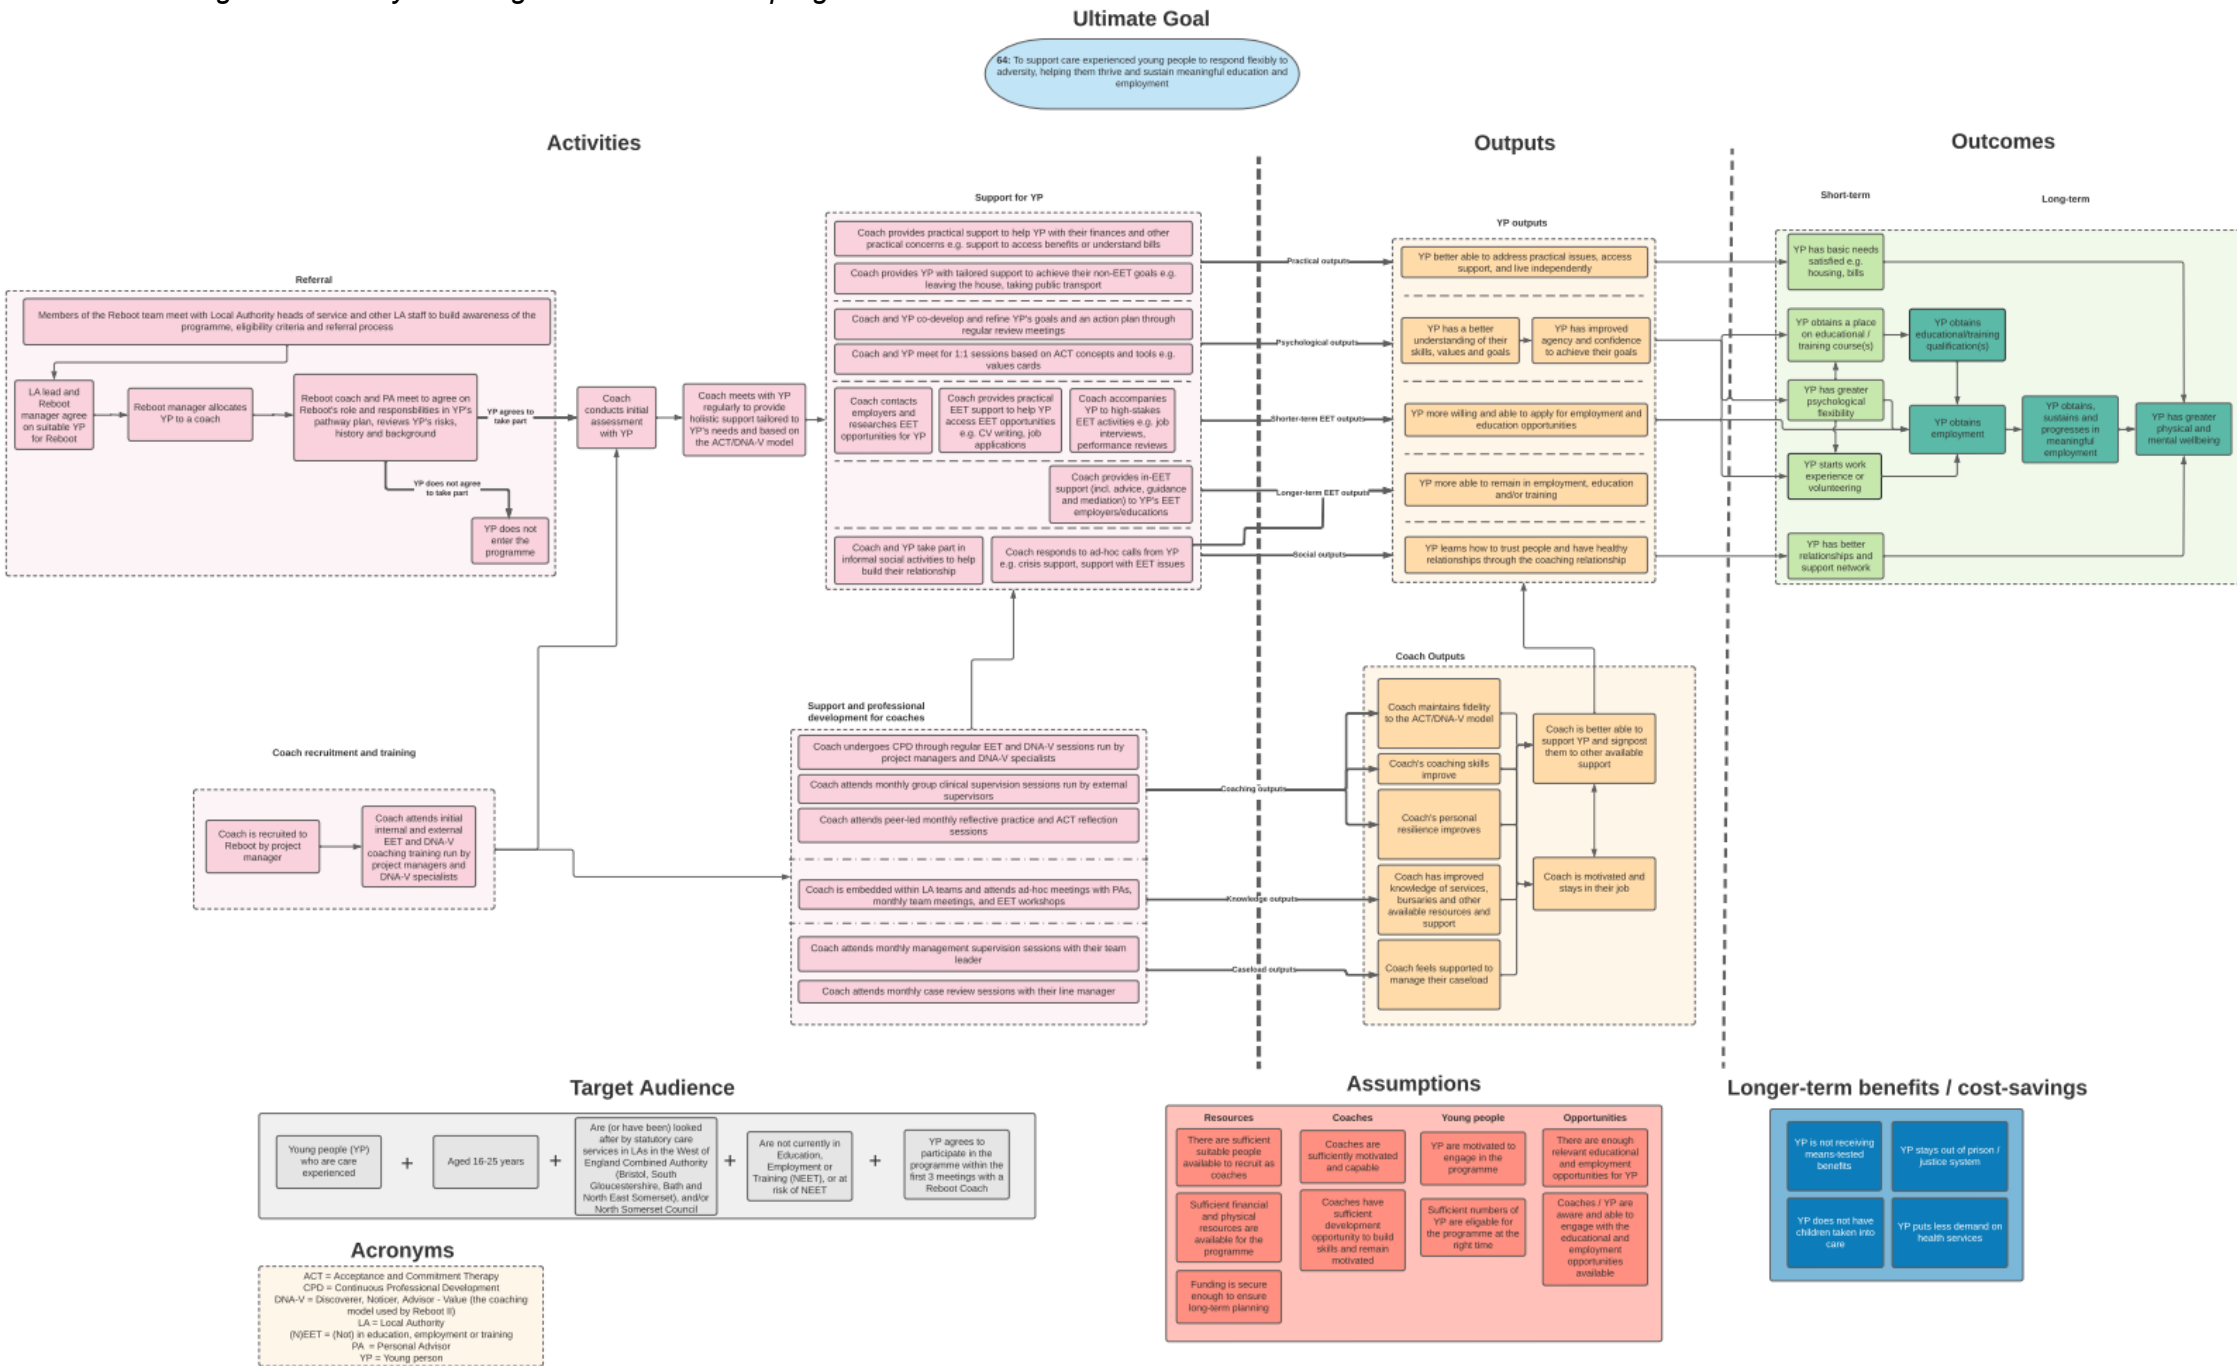 Ultimate Goal
64: To support care experienced young people to respond flexibly to
adversity, helping them thrive and sustain meaningful education and
employment
Activities
Outputs
Outcomes
Referral
Members of the Reboot team meet with Local Authority heads of service and other LA staff to build awareness of the
programme, eligibility criteria and referral process
LA lead and
Reboot
manager agree
on suitable YP
for Reboot
Reboot manager allocates
YP to a coach
Reboot coach and PA meet to agree on
Reboot's role and responsbilities in YP's
pathway plan, reviews YP's risks,
history and background
YP agrees to
take part
YP does not agree
to take part
YP does not
enter the
programme
Coach
conducts initial
assessment
with YP
Coach meets with YP
regularly to provide
holistic support tailored to
YP's needs and based on
the ACT/DNA-V model
Support for YP
Coach provides practical support to help YP with their finances and other
practical concerns e.g. support to access benefits or understand bills
Coach provides YP with tailored support to achieve their non-EET goals e.g.
leaving the house, taking public transport
Coach and YP co-develop and refine YP's goals and an action plan through
regular review meetings
Coach and YP meet for 1:1 sessions based on ACT concepts and tools e.g.
values cards
Coach contacts
employers and
researches EET
opportunities for YP
Coach provides practical
EET support to help YP
access EET opportunities
e.g. CV writing, job
applications
Coach accompanies
YP to high-stakes
EET activities e.g. job
interviews,
performance reviews
Coach provides in-EET
support (incl. advice, guidance
and mediation) to YP's EET
employers/educations
Coach and YP take part in
informal social activities to help
build their relationship
Coach responds to ad-hoc calls from YP
e.g. crisis support, support with EET issues
Practical outputs
Psychological outputs
Shorter-term EET outputs
Longer-term EET outputs
Social outputs
YP outputs
YP better able to address practical issues, access
support, and live independently
YP has a better
understanding of their
skills, values and goals
YP has improved
agency and confidence
to achieve their goals
YP more willing and able to apply for employment and
education opportunities
YP more able to remain in employment, education
and/or training
YP learns how to trust people and have healthy
relationships through the coaching relationship
Short-term
Long-term
YP has basic needs
satisfied e.g.
housing, bills
YP obtains a place
on educational /
training course(s)
YP obtains
educational/training
qualification(s)
YP has greater
psychological
flexibility
YP obtains
employment
YP obtains,
sustains and
progresses in
meaningful
employment
YP has greater
physical and
mental wellbeing
YP starts work
experience or
volunteering
YP has better
relationships and
support network
Coach recruitment and training
Coach is recruited to
Reboot by project
manager
Coach attends initial
internal and external
EET and DNA-V
coaching training run by
project managers and
DNA-V specialists
Support and professional
development for coaches
Coach undergoes CPD through regular EET and DNA-V sessions run by
project managers and DNA-V specialists
Coach attends monthly group clinical supervision sessions run by external
supervisors
Coach attends peer-led monthly reflective practice and ACT reflection
sessions
Coach is embedded within LA teams and attends ad-hoc meetings with PAs,
monthly team meetings, and EET workshops
Coach attends monthly management supervision sessions with their team
leader
Coach attends monthly case review sessions with their line manager
Coaching outputs
Knowledge outputs
Caseload outputs
Coach Outputs
Coach maintains fidelity
to the ACT/DNA-V model
Coach's coaching skills
improve
Coach's personal
resilience improves
Coach has improved
knowledge of services,
bursaries and other
available resources and
support
Coach feels supported to
manage their caseload
Coach is better able to
support YP and signpost
them to other available
support
Coach is motivated and
stays in their job
Target Audience
Young people (YP)
who are care
experienced
+
Aged 16-25 years
+
Are (or have been) looked
after by statutory care
services in LAs in the West of
England Combined Authority
(Bristol, South
Gloucestershire, Bath and
North East Somerset), and/or
North Somerset Council
+
Are not currently in
Education,
Employment or
Training (NEET), or at
risk of NEET
+
YP agrees to
participate in the
programme within the
first 3 meetings with a
Reboot Coach
Acronyms
ACT = Acceptance and Commitment Therapy
CPD = Continuous Professional Development
DNA-V = Discoverer, Noticer, Advisor - Value (the coaching
model used by Reboot II)
LA = Local Authority
(N)EET = (Not) in education, employment or training
PA = Personal Advisor
YP = Young person
Assumptions
Resources
There are sufficient
suitable people
available to recruit as
coaches
Sufficient financial
and physical
resources are
available for the
programme
Funding is secure
enough to ensure
long-term planning
Coaches
Coaches are
sufficiently motivated
and capable
Coaches have
sufficient
development
opportunity to build
skills and remain
motivated
Young people
YP are motivated to
engage in the
programme
Sufficient numbers of
YP are eligable for
the programme at the
right time
Opportunities
There are enough
relevant educational
and employment
opportunities for YP
Coaches / YP are
aware and able to
engage with the
educational and
employment
opportunities
available
Longer-term benefits / cost-savings
YP is not receiving
means-tested
benefits
YP stays out of prison /
justice system
YP does not have
children taken into
care
YP puts less demand on
health services